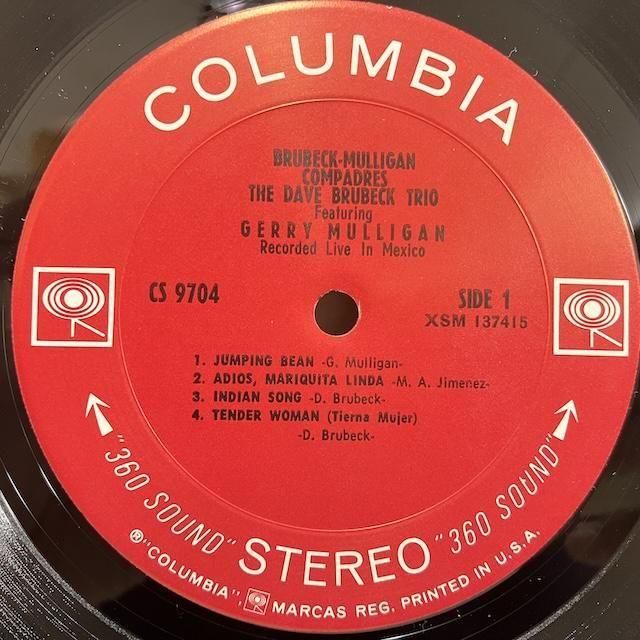 COLUMBIA
BRUBECK-MULLIGAN
COMPADRES
THE DAVE BRUBECK TRIO
Featuring
GERRY MULLIGAN
Recorded Live In Mexico
CS 9704
SIDE 1
XSM 137415
1. JUMPING BEAN -G. Mulligan-
2. ADIOS, MARIQUITA LINDA -M. A. Jimenez-
3. INDIAN SONG -D. Brubeck-
4. TENDER WOMAN (Tierna Mujer)
-D. Brubeck-
"360 SOUND" STEREO "360 SOUND"
®"COLUMBIA", MARCAS REG. PRINTED IN U.S.A.